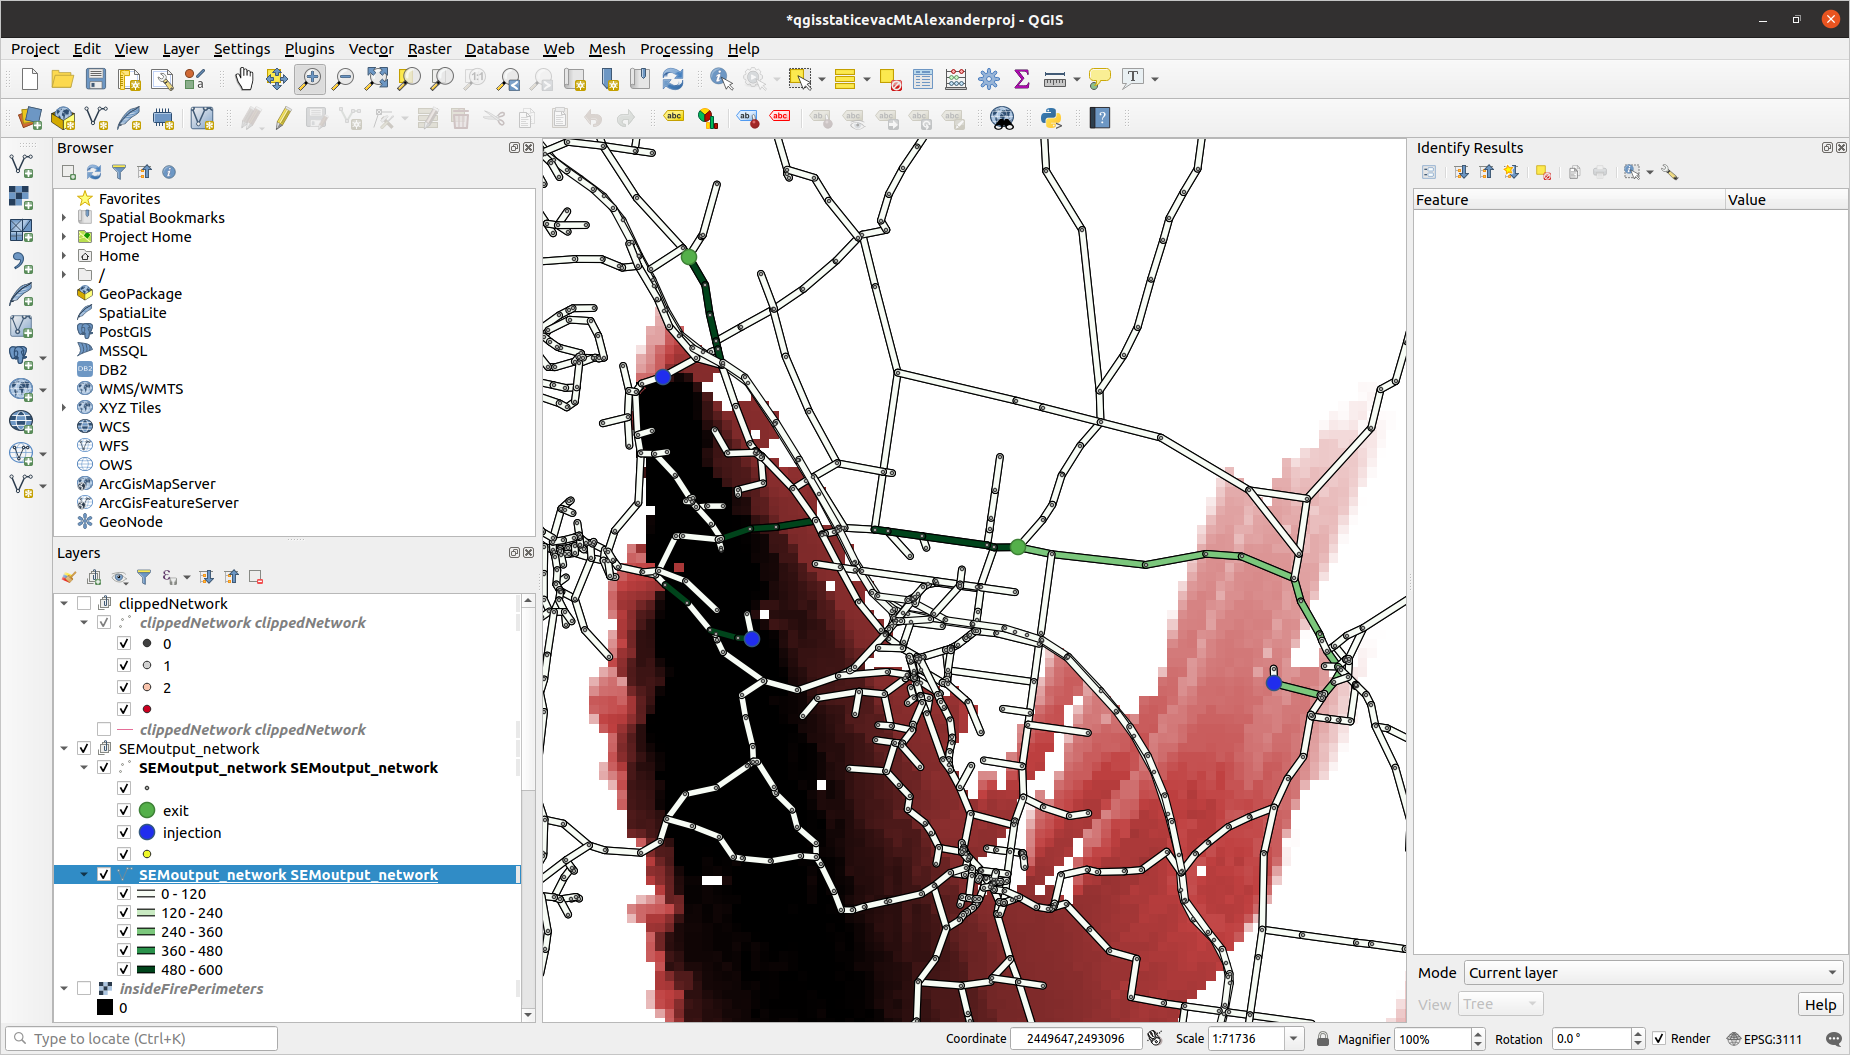 *qgisstaticevacMtAlexanderproj - QGIS
Project Edit View Layer Settings Plugins Vector Raster Database Web Mesh Processing Help
Browser
Favorites
Spatial Bookmarks
Project Home
Home
/
GeoPackage
SpatiaLite
PostGIS
MSSQL
DB2
WMS/WMTS
XYZ Tiles
WCS
WFS
OWS
ArcGisMapServer
ArcGisFeatureServer
GeoNode
Layers
clippedNetwork
clippedNetwork clippedNetwork
0
1
2
clippedNetwork clippedNetwork
SEMoutput_network
SEMoutput_network SEMoutput_network
exit
injection
SEMoutput_network SEMoutput_network
0 - 120
120 - 240
240 - 360
360 - 480
480 - 600
insideFirePerimeters
0
Identify Results
Feature Value
Mode Current layer
View Tree Help
Type to locate (Ctrl+K) Coordinate 2449647,2493096 Scale 1:71736 Magnifier 100% Rotation 0.0 ° Render EPSG:3111